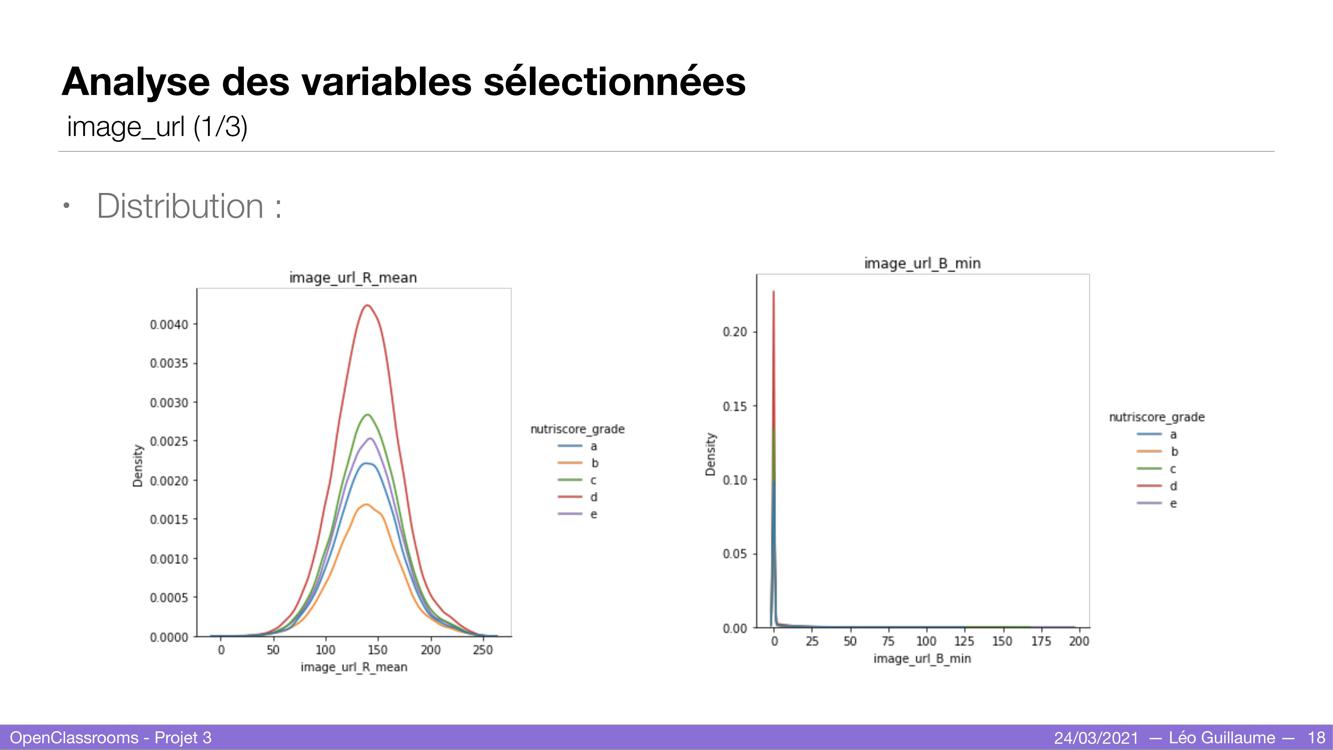 Analyse des variables sélectionnées
image_url (1/3)
• Distribution :
image_url_R_mean
0.0040
0.0035
0.0030
0.0025
0.0020
0.0015
0.0010
0.0005
0.0000
Density
0 50 100 150 200 250
image_url_R_mean
nutriscore_grade
a
b
c
d
e
image_url_B_min
0.20
0.15
0.10
0.05
0.00
Density
0 25 50 75 100 125 150 175 200
image_url_B_min
nutriscore_grade
a
b
c
d
e
OpenClassrooms - Projet 3
24/03/2021 — Léo Guillaume — 18